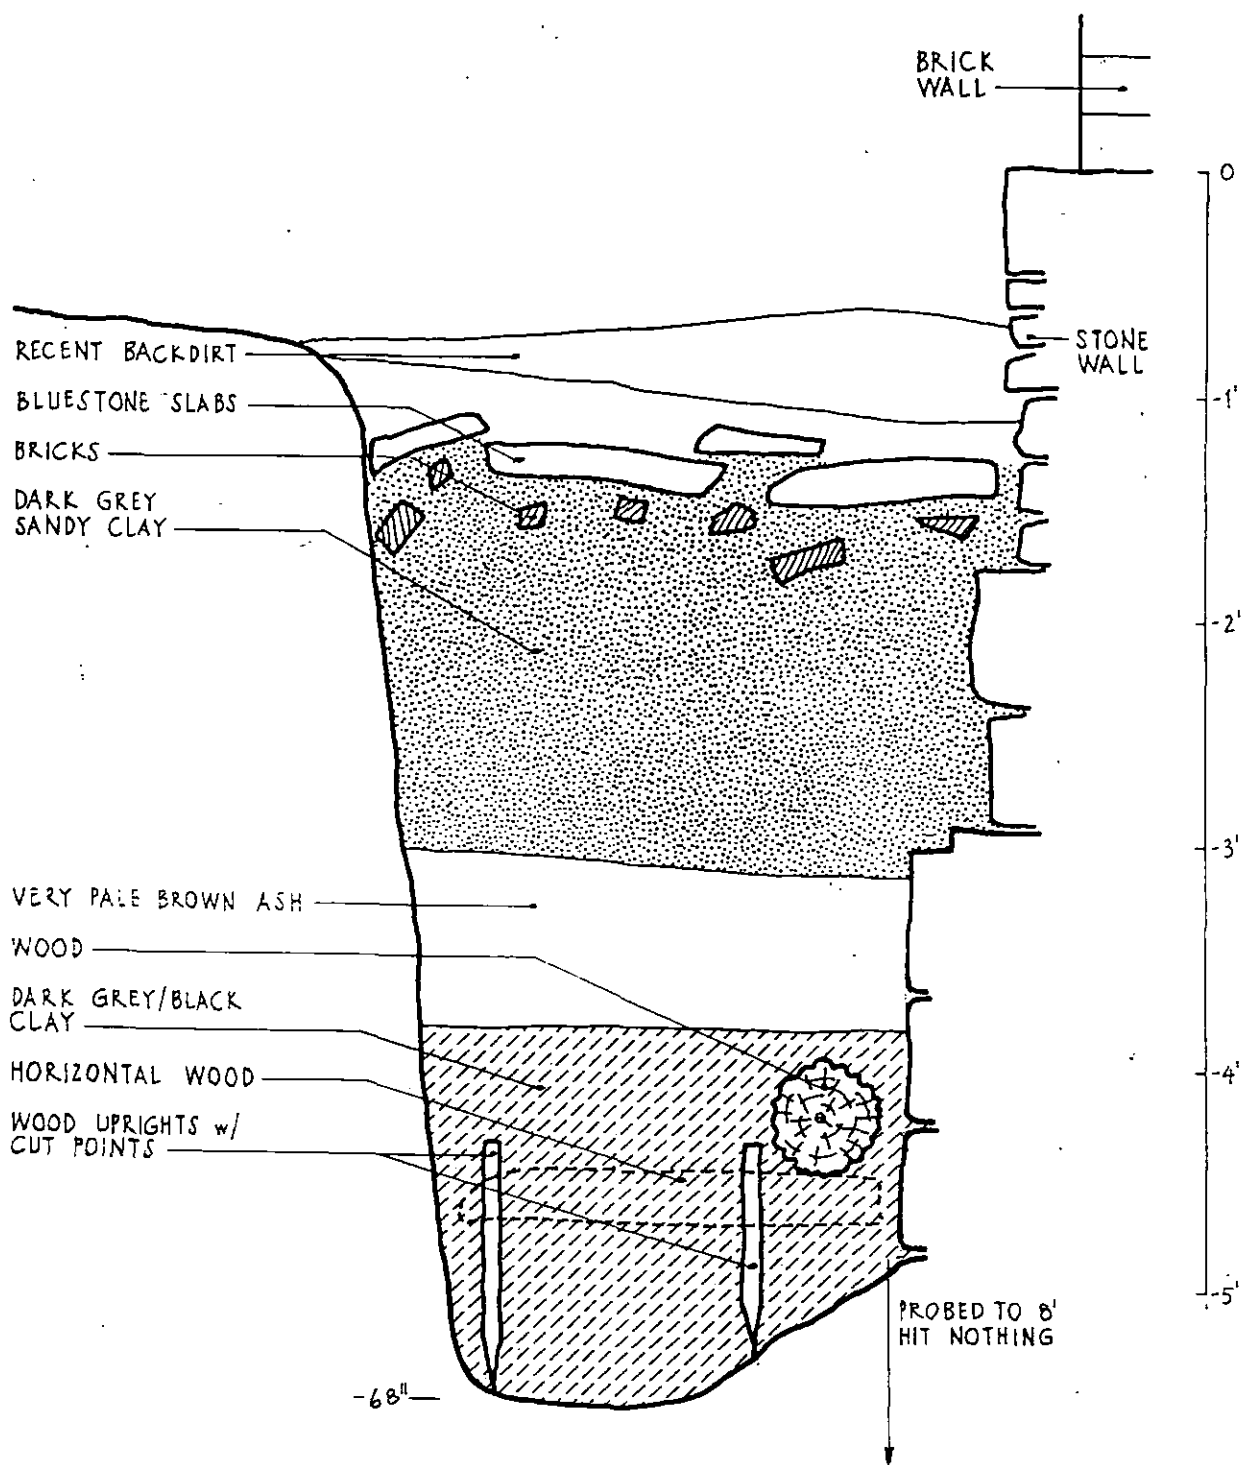 BRICK
WALL
0
RECENT BACKDIRT
STONE
WALL
BLUESTONE SLABS
-1'
BRICKS
DARK GREY
SANDY CLAY
-2'
-3'
VERY PALE BROWN ASH
WOOD
DARK GREY/BLACK
CLAY
HORIZONTAL WOOD
-4'
WOOD UPRIGHTS w/
CUT POINTS
-5'
PROBED TO 8'
HIT NOTHING
-68"